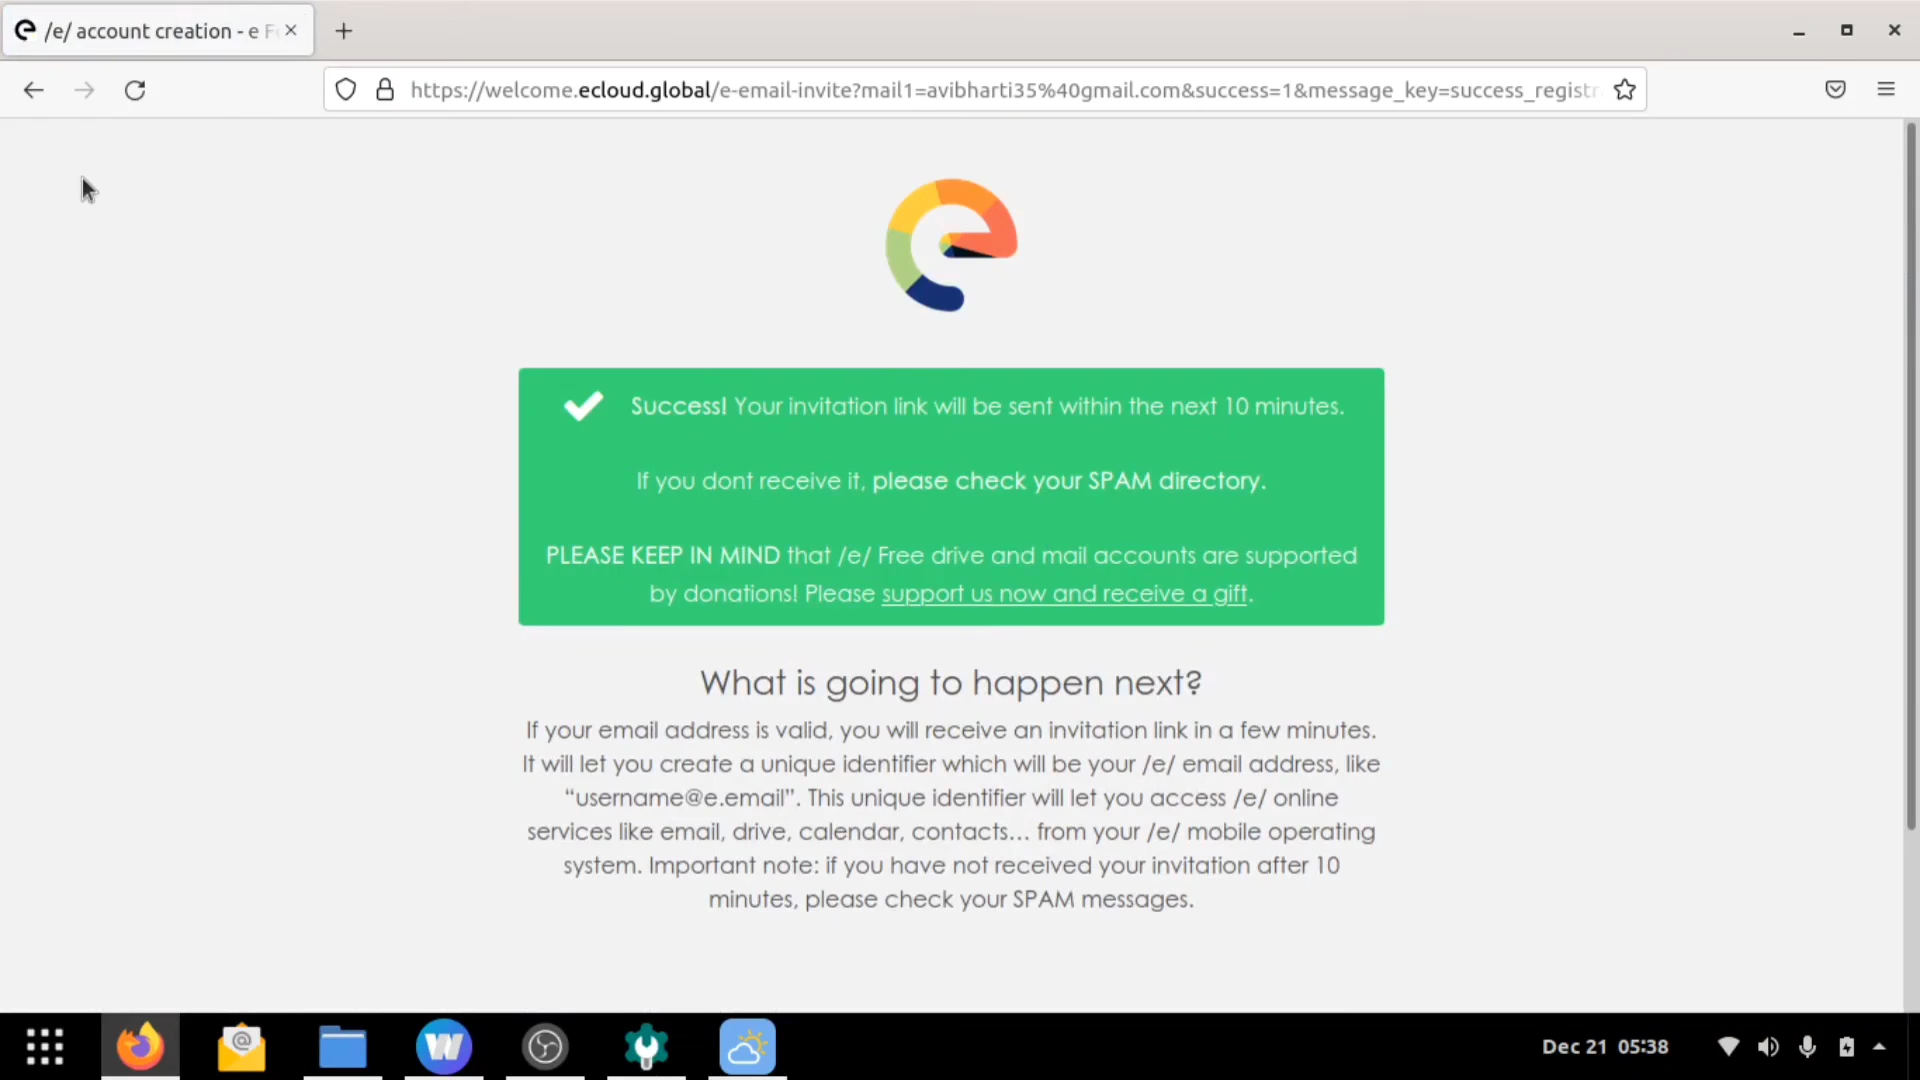 /e/ account creation - e F
https://welcome.ecloud.global/e-email-invite?mail1=avibharti35%40gmail.com&success=1&message_key=success_registr
Success! Your invitation link will be sent within the next 10 minutes.
If you dont receive it, please check your SPAM directory.
PLEASE KEEP IN MIND that /e/ Free drive and mail accounts are supported
by donations! Please support us now and receive a gift.
What is going to happen next?
If your email address is valid, you will receive an invitation link in a few minutes.
It will let you create a unique identifier which will be your /e/ email address, like
“username@e.email”. This unique identifier will let you access /e/ online
services like email, drive, calendar, contacts... from your /e/ mobile operating
system. Important note: if you have not received your invitation after 10
minutes, please check your SPAM messages.
Dec 21 05:38